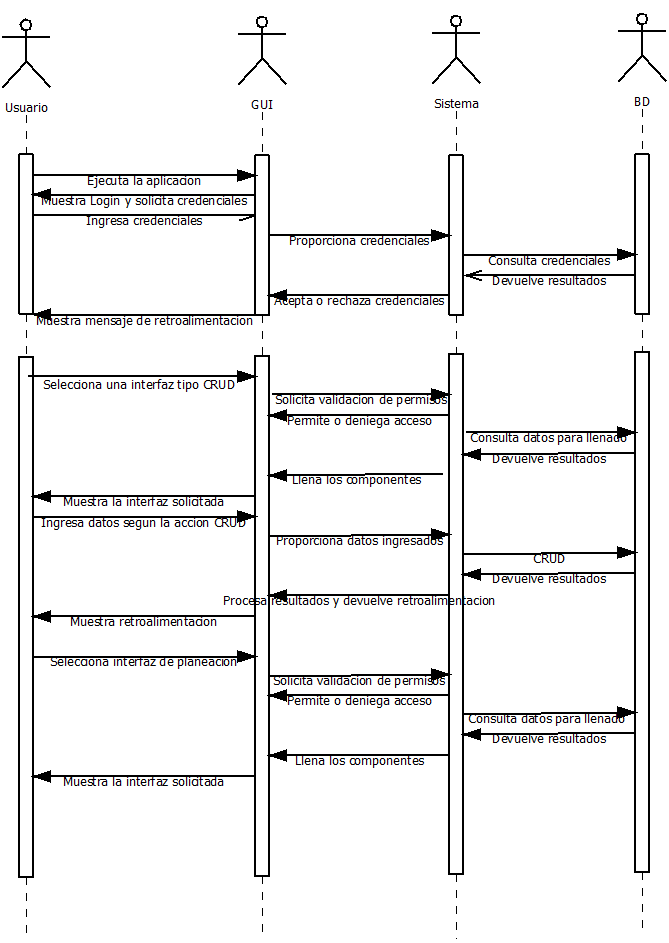 Usuario
GUI
Sistema
BD
Ejecuta la aplicacion
Muestra Login y solicita credenciales
Ingresa credenciales
Proporciona credenciales
Consulta credenciales
Devuelve resultados
Acepta o rechaza credenciales
Muestra mensaje de retroalimentacion
Selecciona una interfaz tipo CRUD
Solicita validacion de permisos
Permite o deniega acceso
Consulta datos para llenado
Devuelve resultados
Llena los componentes
Muestra la interfaz solicitada
Ingresa datos segun la accion CRUD
Proporciona datos ingresados
CRUD
Devuelve resultados
Procesa resultados y devuelve retroalimentacion
Muestra retroalimentacion
Selecciona interfaz de planeacion
Solicita validacion de permisos
Permite o deniega acceso
Consulta datos para llenado
Devuelve resultados
Llena los componentes
Muestra la interfaz solicitada